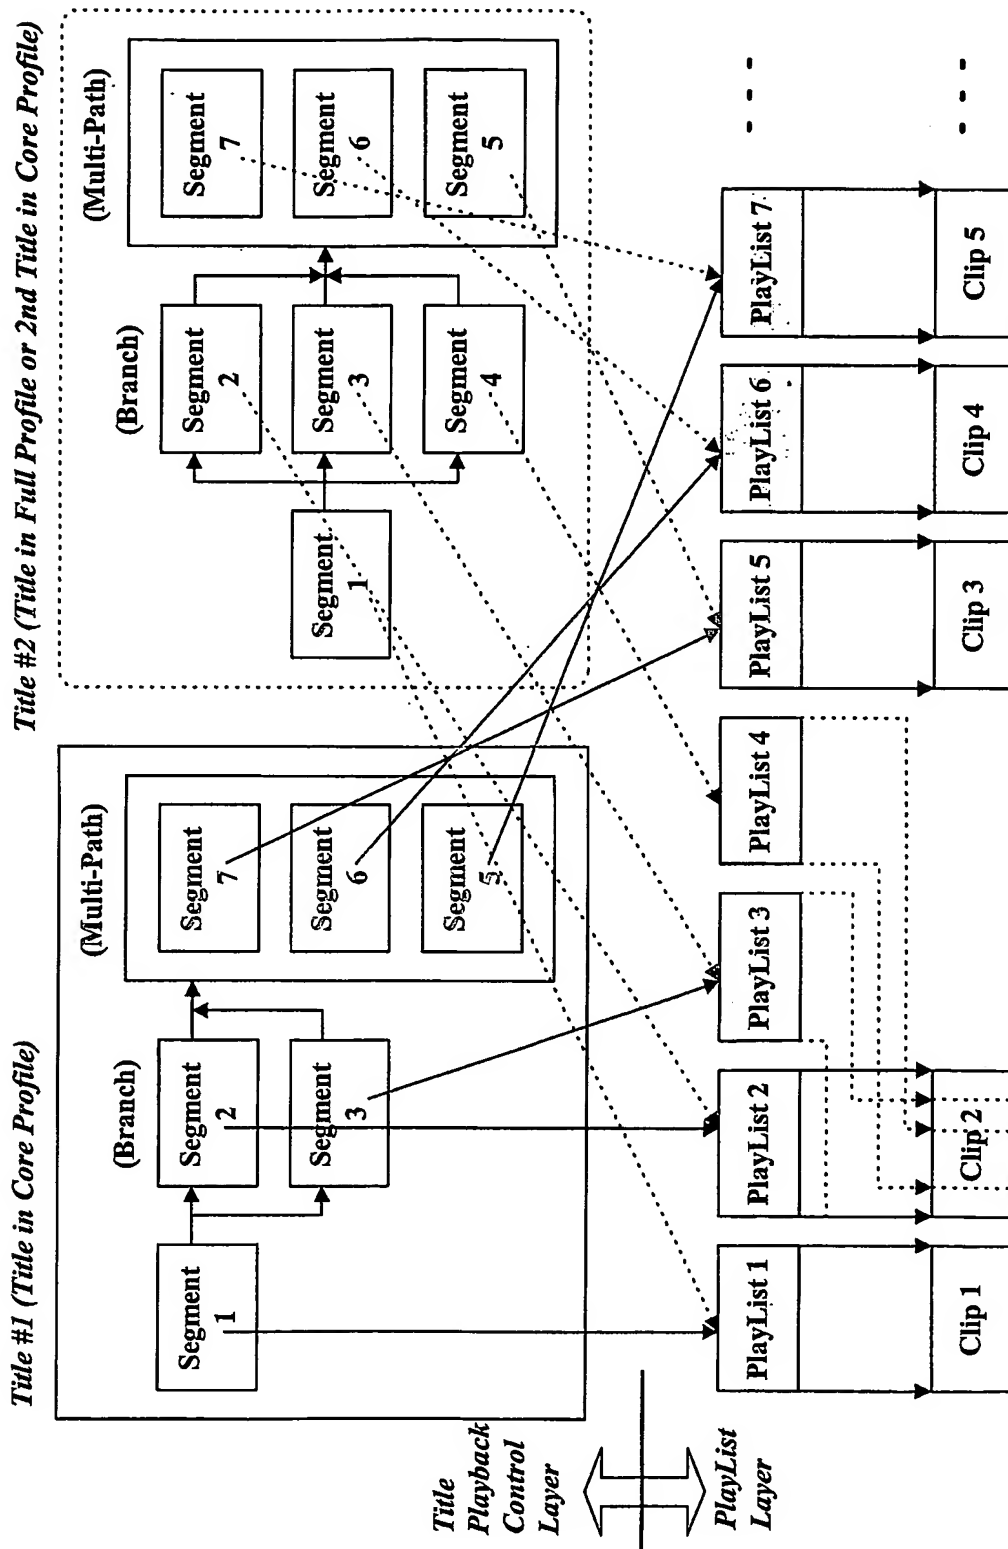 Title #1 (Title in Core Profile)
(Branch)
(Multi-Path)
Segment
1
Segment
2
Segment
3
Segment
7
Segment
6
Segment
5
Title #2 (Title in Full Profile or 2nd Title in Core Profile)
(Branch)
(Multi-Path)
Segment
1
Segment
2
Segment
3
Segment
4
Segment
7
Segment
6
Segment
5
Title
Playback
Control
Layer
PlayList
Layer
PlayList 1
PlayList 2
PlayList 3
PlayList 4
PlayList 5
PlayList 6
PlayList 7
Clip 1
Clip 2
Clip 3
Clip 4
Clip 5